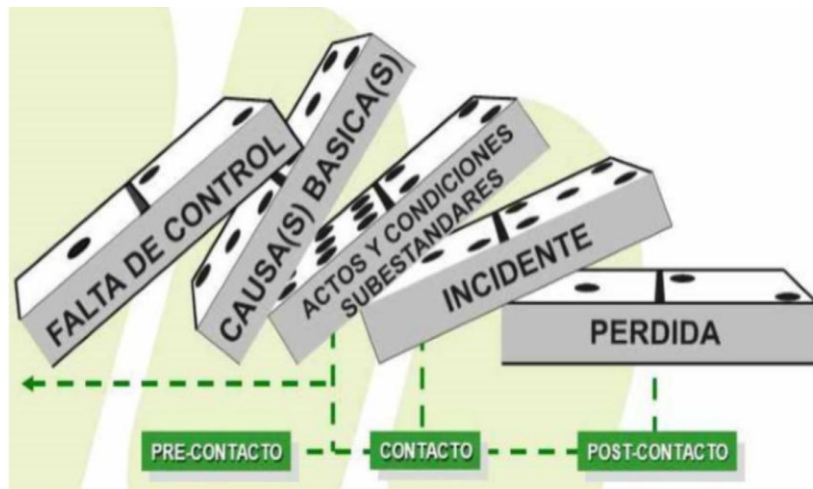 FALTA DE CONTROL
CAUSA(S) BASICA(S)
ACTOS Y CONDICIONES
SUBESTANDARES
INCIDENTE
PERDIDA
PRE-CONTACTO
CONTACTO
POST-CONTACTO